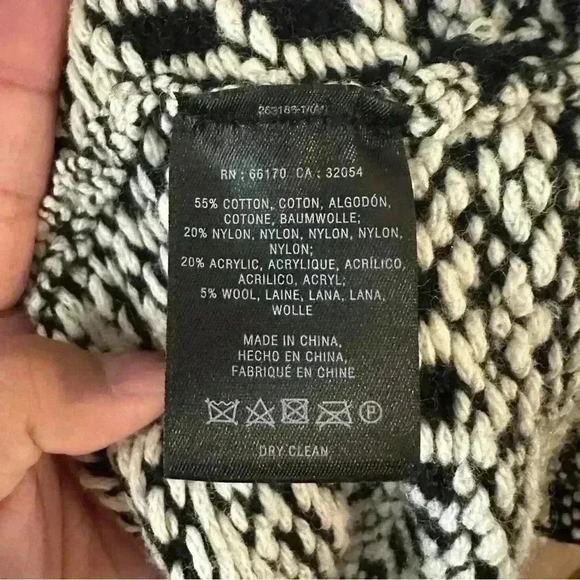 RN : 66170 CA : 32054
55% COTTON, COTON, ALGODÓN,
COTONE, BAUMWOLLE;
20% NYLON, NYLON, NYLON, NYLON,
NYLON;
20% ACRYLIC, ACRYLIQUE, ACRÍLICO,
ACRILICO, ACRYL;
5% WOOL, LAINE, LANA, LANA,
WOLLE
MADE IN CHINA,
HECHO EN CHINA,
FABRIQUÉ EN CHINE
P
DRY CLEAN